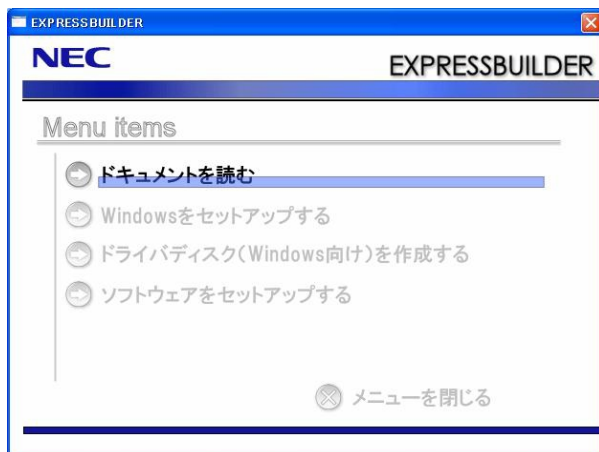 EXPRESSBUILDER
NEC
EXPRESSBUILDER
Menu items
ドキュメントを読む
Windowsをセットアップする
ドライバディスク(Windows向け)を作成する
ソフトウェアをセットアップする
メニューを閉じる